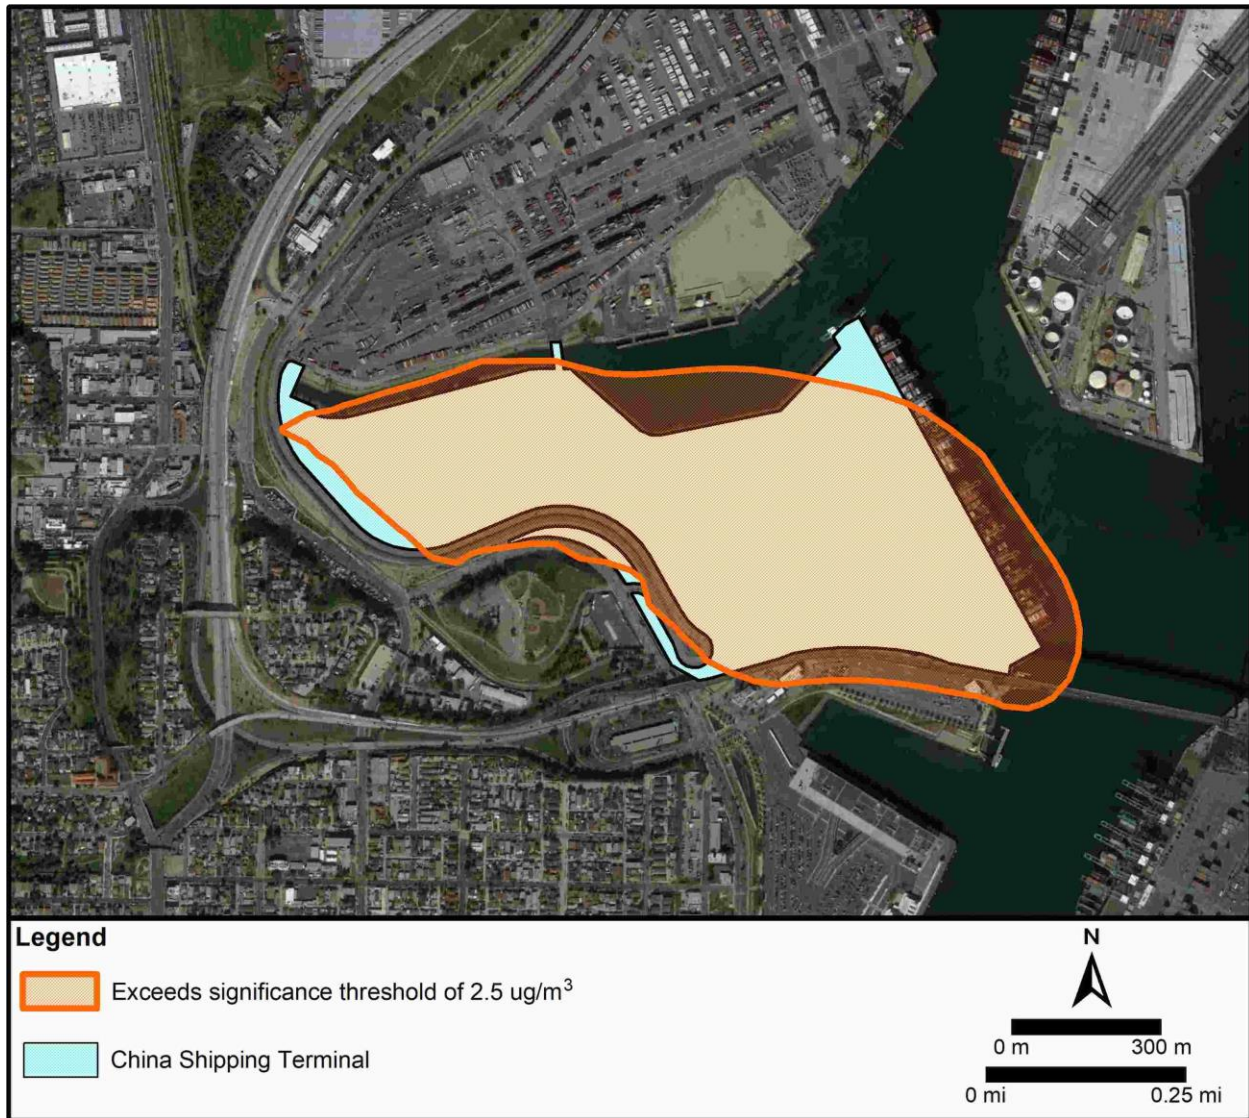 Legend
Exceeds significance threshold of 2.5 ug/m³
China Shipping Terminal
N
0 m 300 m
0 mi 0.25 mi